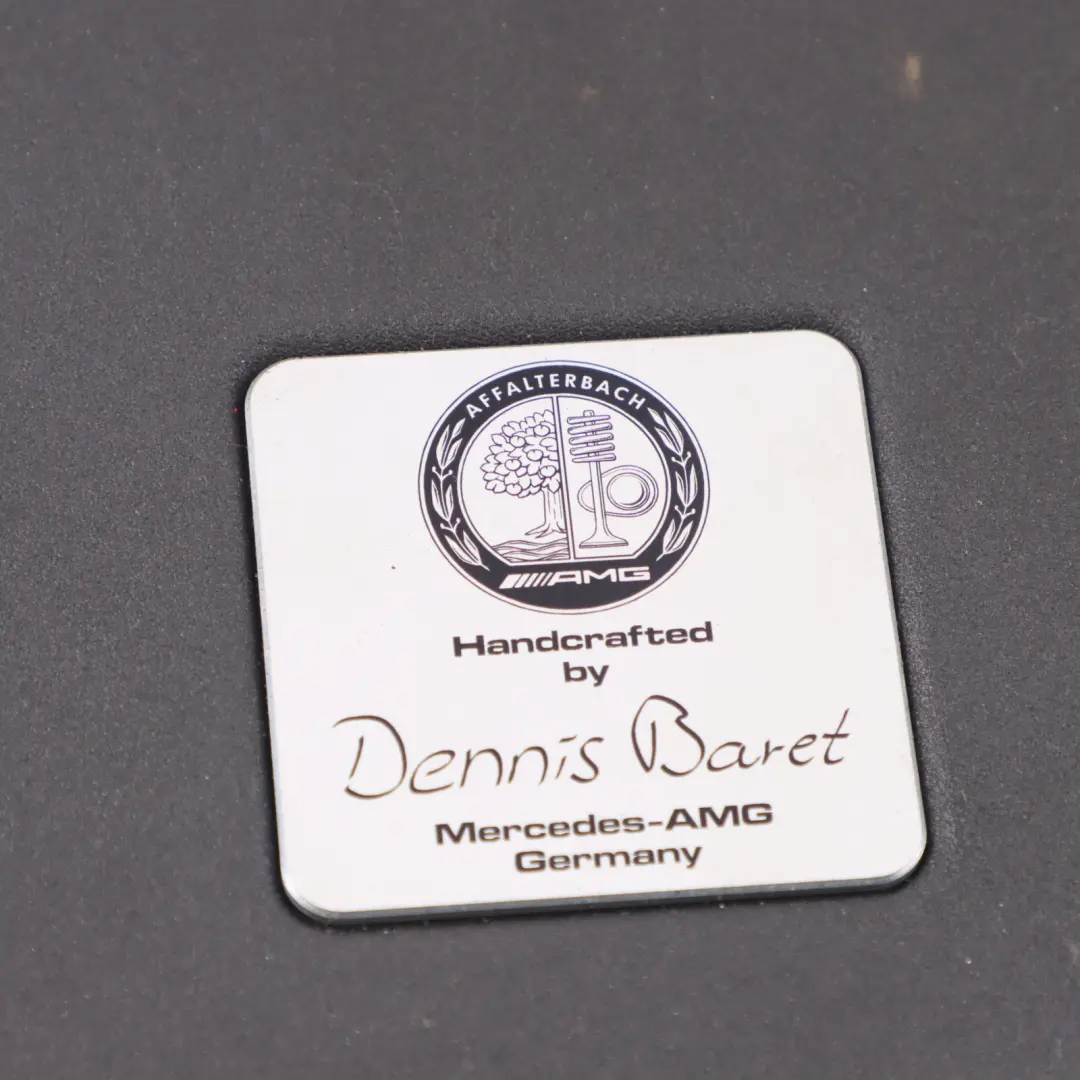 AFFALTERBACH
AMG
Handcrafted
by
Dennis Baret
Mercedes-AMG
Germany